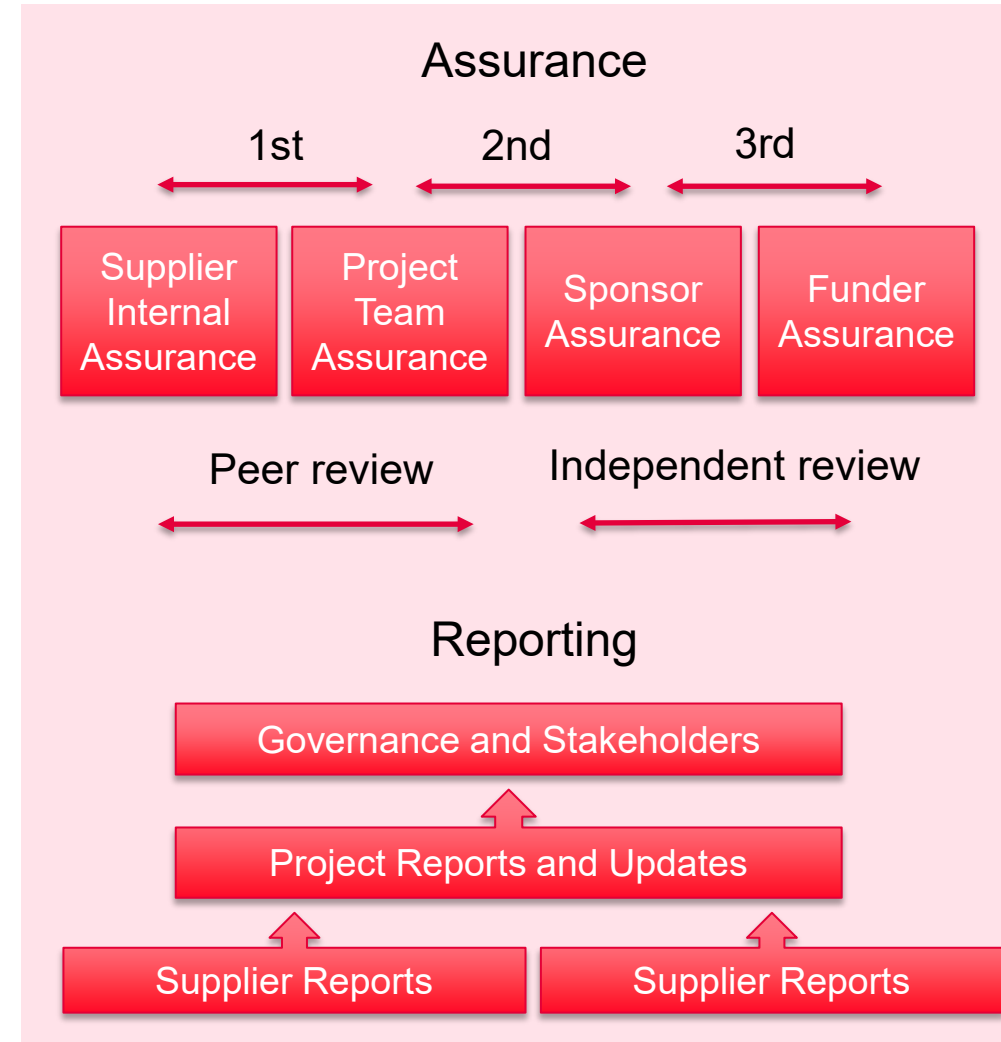 Assurance
1st
2nd
3rd
Supplier
Internal
Assurance
Project
Team
Assurance
Sponsor
Assurance
Funder
Assurance
Peer review
Independent review
Reporting
Governance and Stakeholders
Project Reports and Updates
Supplier Reports
Supplier Reports